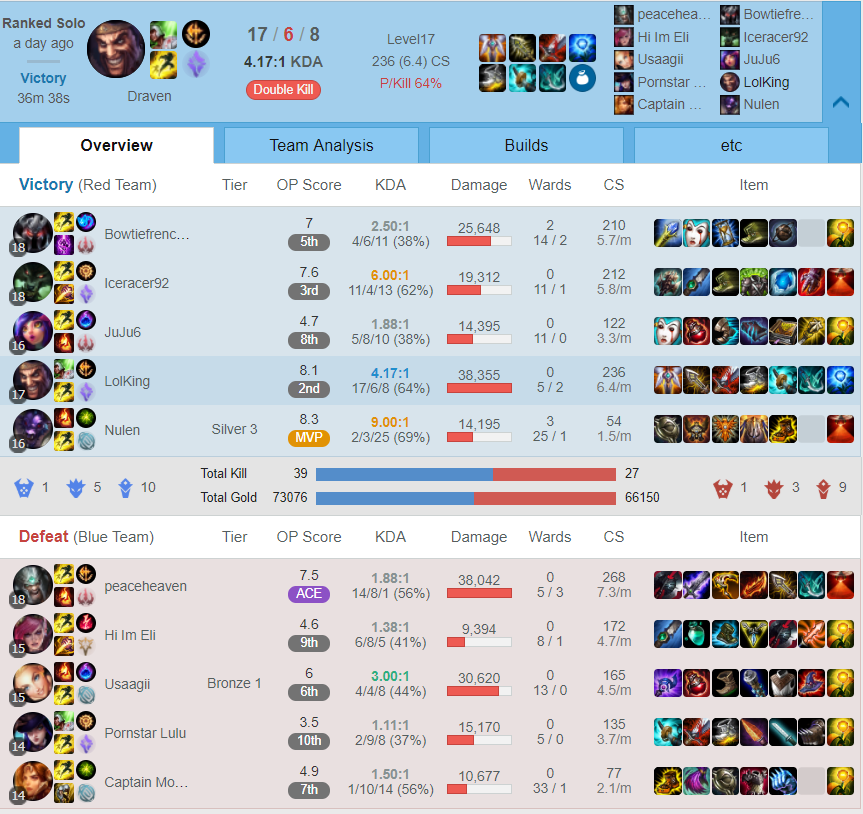 Ranked Solo
a day ago
Victory
36m 38s
Draven
17 / 6 / 8
4.17:1 KDA
Double Kill
Level17
236 (6.4) CS
P/Kill 64%
peacehea...
Hi Im Eli
Usaagii
Pornstar ...
Captain ...
Bowtiefre...
Iceracer92
JuJu6
LolKing
Nulen
Overview Team Analysis Builds etc
Victory (Red Team) Tier OP Score KDA Damage Wards CS Item
18 Bowtiefrenc... 7 5th 2.50:1 4/6/11 (38%) 25,648 2 14 / 2 210 5.7/m
18 Iceracer92 7.6 3rd 6.00:1 11/4/13 (62%) 19,312 0 11 / 1 212 5.8/m
16 JuJu6 4.7 8th 1.88:1 5/8/10 (38%) 14,395 0 11 / 0 122 3.3/m
17 LolKing 8.1 2nd 4.17:1 17/6/8 (64%) 38,355 0 5 / 2 236 6.4/m
16 Nulen Silver 3 8.3 MVP 9.00:1 2/3/25 (69%) 14,195 3 25 / 1 54 1.5/m
1 5 10
Total Kill 39 27
Total Gold 73076 66150
1 3 9
Defeat (Blue Team) Tier OP Score KDA Damage Wards CS Item
18 peaceheaven 7.5 ACE 1.88:1 14/8/1 (56%) 38,042 0 5 / 3 268 7.3/m
15 Hi Im Eli 4.6 9th 1.38:1 6/8/5 (41%) 9,394 0 8 / 1 172 4.7/m
15 Usaagii Bronze 1 6 6th 3.00:1 4/4/8 (44%) 30,620 0 13 / 0 165 4.5/m
14 Pornstar Lulu 3.5 10th 1.11:1 2/9/8 (37%) 15,170 0 5 / 0 135 3.7/m
14 Captain Mo... 4.9 7th 1.50:1 1/10/14 (56%) 10,677 0 33 / 1 77 2.1/m